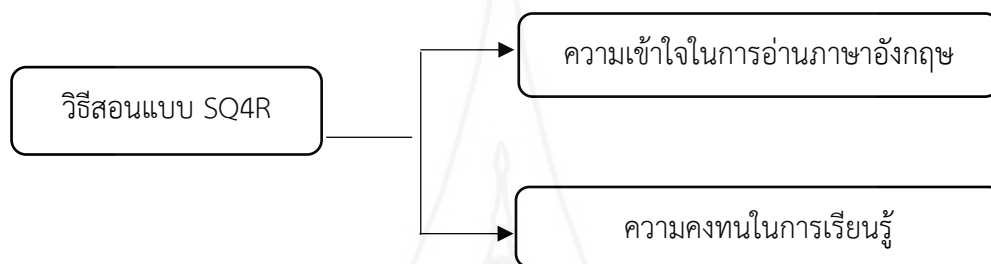 ความเข้าใจในการอ่านภาษาอังกฤษ
วิธีสอนแบบ SQ4R
ความคงทนในการเรียนรู้